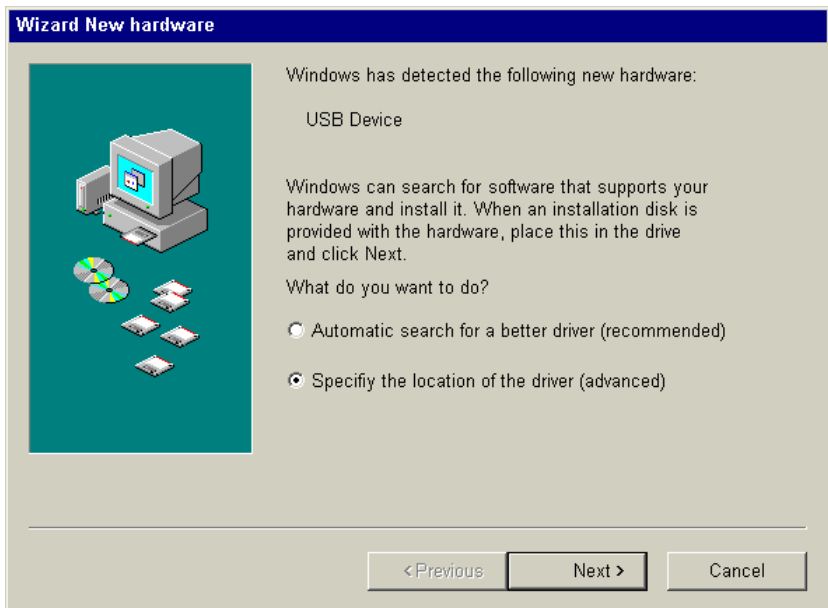 Wizard New hardware
Windows has detected the following new hardware:
USB Device
Windows can search for software that supports your
hardware and install it. When an installation disk is
provided with the hardware, place this in the drive
and click Next.
What do you want to do?
Automatic search for a better driver (recommended)
Specifiy the location of the driver (advanced)
< Previous
Next >
Cancel